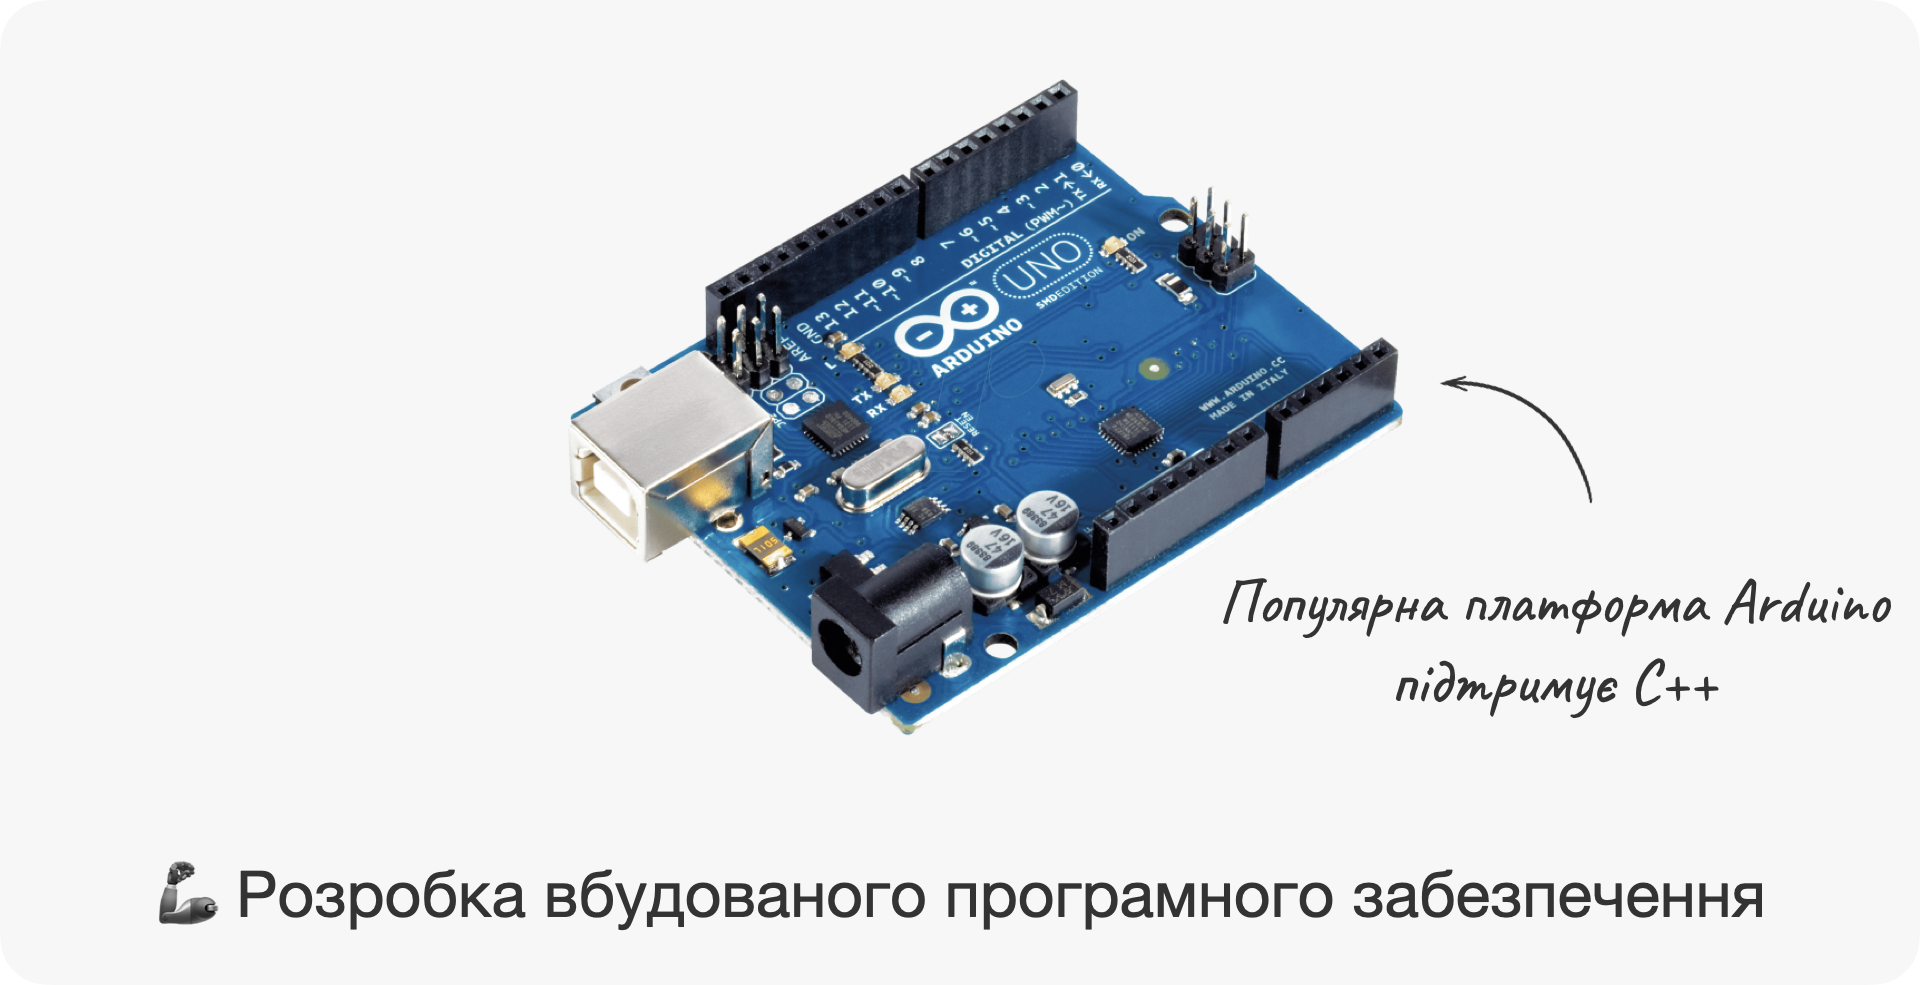 RX←0
TX→1
2
~3
4
~5
~6
7
8
~9
~10
~11
12
13
GND
AREF
DIGITAL (PWM~)
UNO
SMDEDITION
ARDUINO
ON
L
TX
RX
RESET
EN
WWW.ARDUINO.CC
MADE IN ITALY
47
16V
47
16V
Популярна платформа Arduino
підтримує C++
🦾 Розробка вбудованого програмного забезпечення